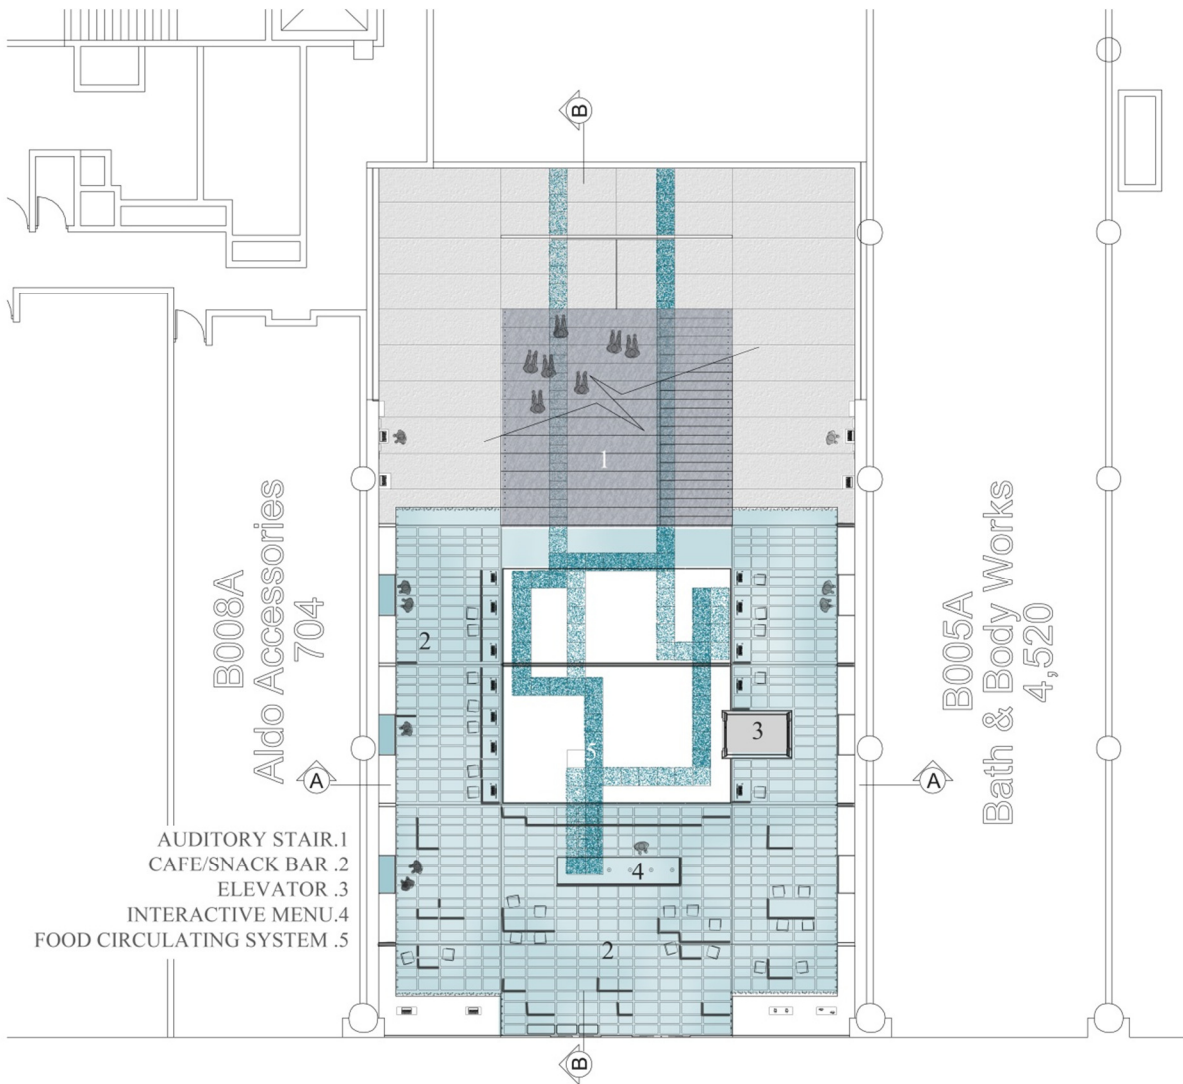 B
1
B008A
Aldo Accessories
704
B005A
Bath & Body Works
4,520
2
3
5
A
A
AUDITORY STAIR.1
CAFE/SNACK BAR .2
ELEVATOR .3
INTERACTIVE MENU.4
FOOD CIRCULATING SYSTEM .5
4
2
B